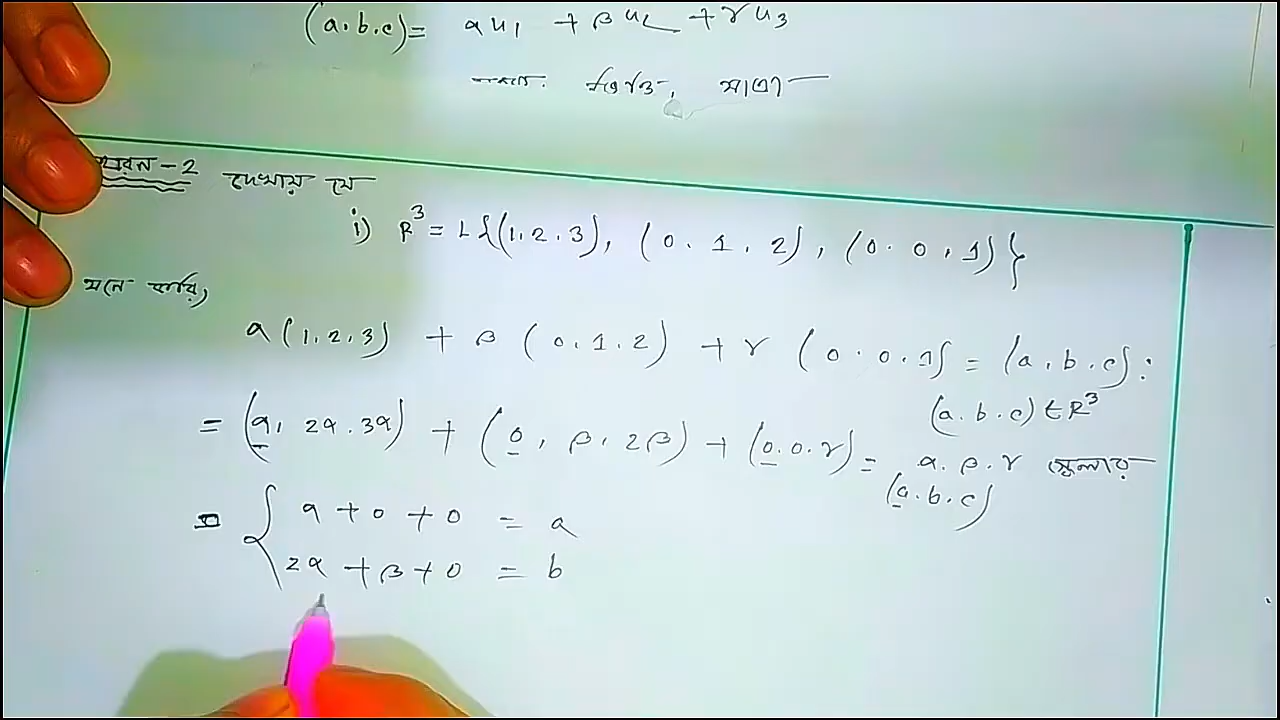 (a.b.c)= αu₁ + βu₂ + γu₃
-2 দেখায় যে
i) R³ = L{(1.2.3), (0.1.2), (0.0.1)}
মনে করি,
α(1.2.3) + β(0.1.2) + γ(0.0.1) = (a.b.c):
(a.b.c) ∈ R³
= (α, 2α.3α) + (0, β, 2β) + (0.0.γ) = α.β.γ স্কেলার
(a.b.c)
α + 0 + 0 = a
2α + β + 0 = b